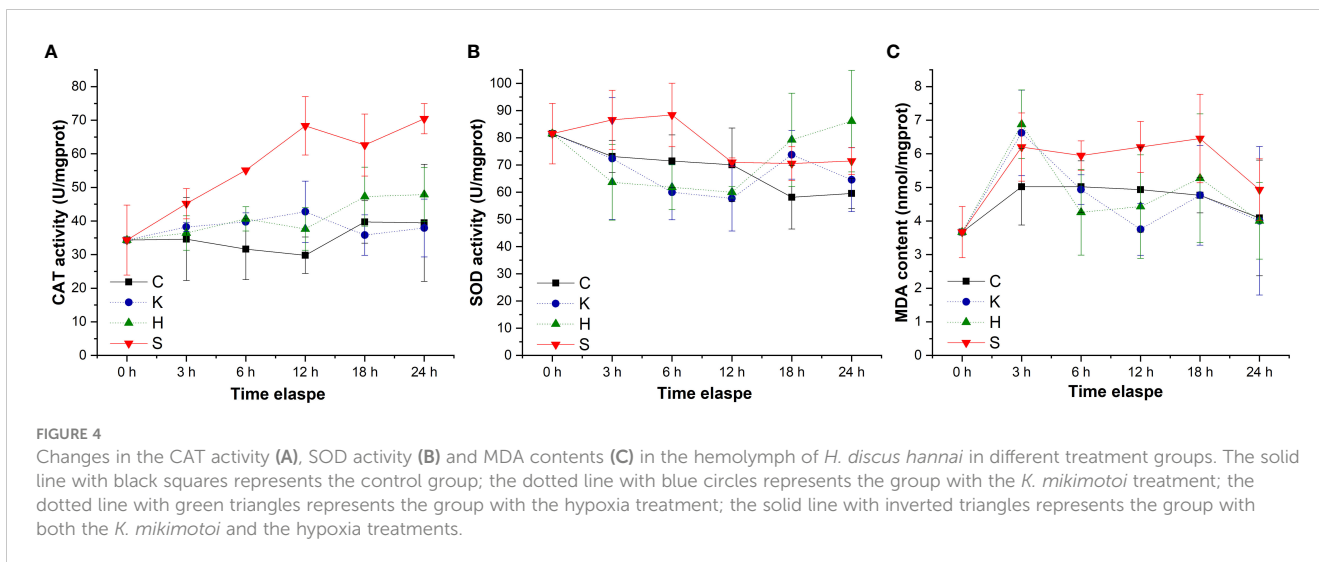 A
CAT activity (U/mgprot)
80
70
60
50
40
30
20
10
0
C
K
H
S
0 h 3 h 6 h 12 h 18 h 24 h
Time elaspe
B
SOD activity (U/mgprot)
100
90
80
70
60
50
40
30
20
10
0
C
K
H
S
0 h 3 h 6 h 12 h 18 h 24 h
Time elaspe
C
MDA content (nmol/mgprot)
8
7
6
5
4
3
2
1
0
C
K
H
S
0 h 3 h 6 h 12 h 18 h 24 h
Time elaspe
FIGURE 4
Changes in the CAT activity (A), SOD activity (B) and MDA contents (C) in the hemolymph of H. discus hannai in different treatment groups. The solid
line with black squares represents the control group; the dotted line with blue circles represents the group with the K. mikimotoi treatment; the
dotted line with green triangles represents the group with the hypoxia treatment; the solid line with inverted triangles represents the group with
both the K. mikimotoi and the hypoxia treatments.